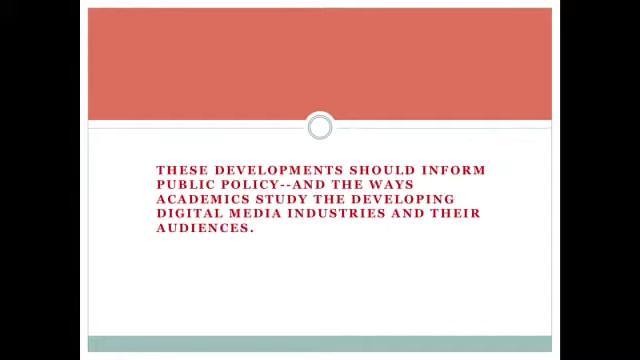 THESE DEVELOPMENTS SHOULD INFORM
PUBLIC POLICY--AND THE WAYS
ACADEMICS STUDY THE DEVELOPING
DIGITAL MEDIA INDUSTRIES AND THEIR
AUDIENCES.